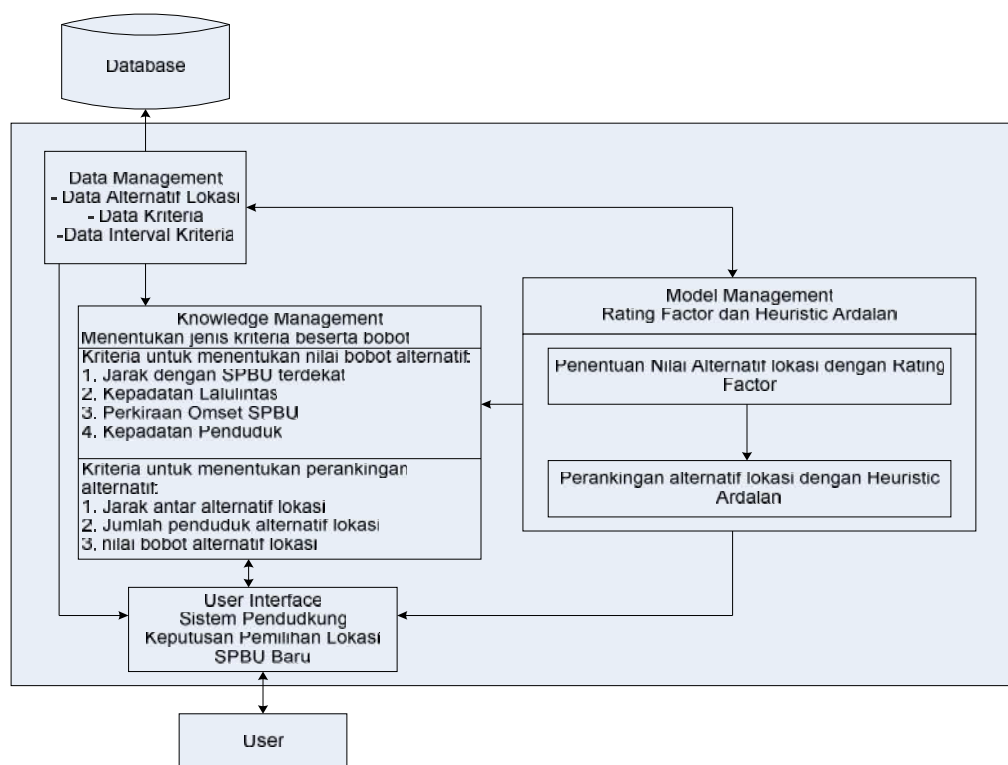 Database
Data Management
- Data Alternatif Lokasi
- Data Kriteria
-Data Interval Kriteria
Knowledge Management
Menentukan jenis kriteria beserta bobot
Kriteria untuk menentukan nilai bobot alternatif:
1. Jarak dengan SPBU terdekat
2. Kepadatan Lalulintas
3. Perkiraan Omset SPBU
4. Kepadatan Penduduk
Kriteria untuk menentukan perankingan
alternatif:
1. Jarak antar alternatif lokasi
2. Jumlah penduduk alternatif lokasi
3. nilai bobot alternatif lokasi
Model Management
Rating Factor dan Heuristic Ardalan
Penentuan Nilai Alternatif lokasi dengan Rating
Factor
Perankingan alternatif lokasi dengan Heuristic
Ardalan
User Interface
Sistem Pendudkung
Keputusan Pemilihan Lokasi
SPBU Baru
User